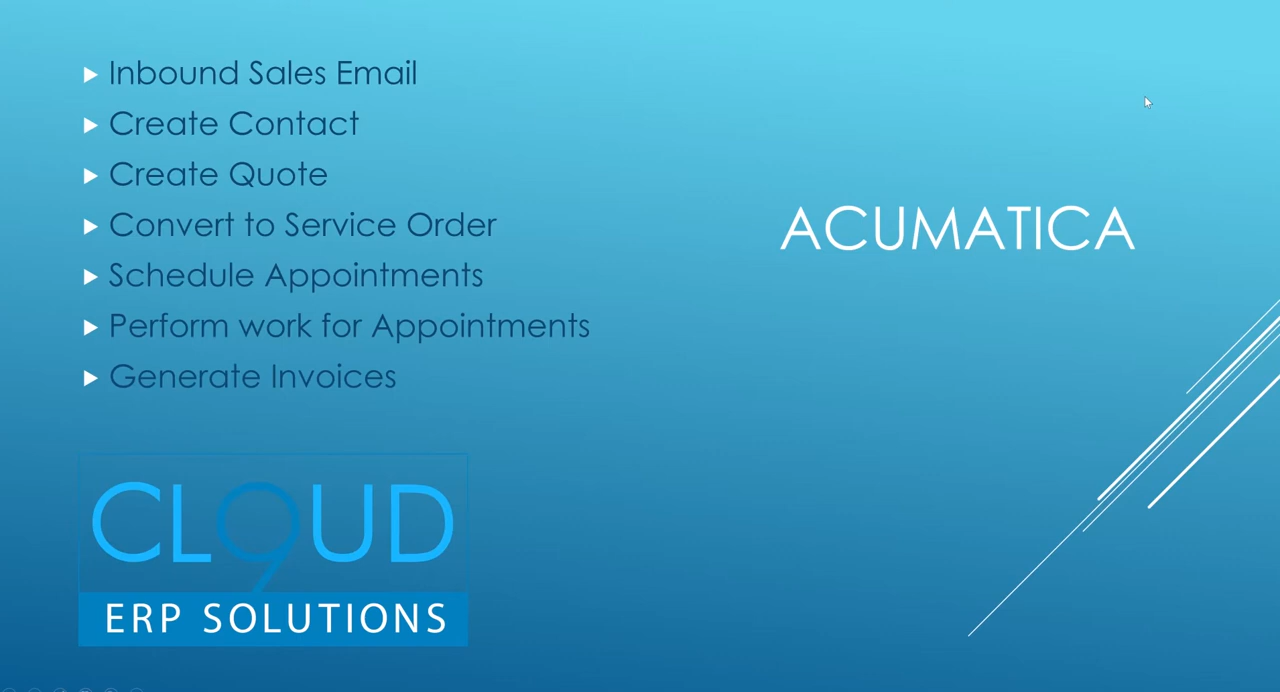 Inbound Sales Email
Create Contact
Create Quote
Convert to Service Order
Schedule Appointments
Perform work for Appointments
Generate Invoices
ACUMATICA
CL9UD
ERP SOLUTIONS